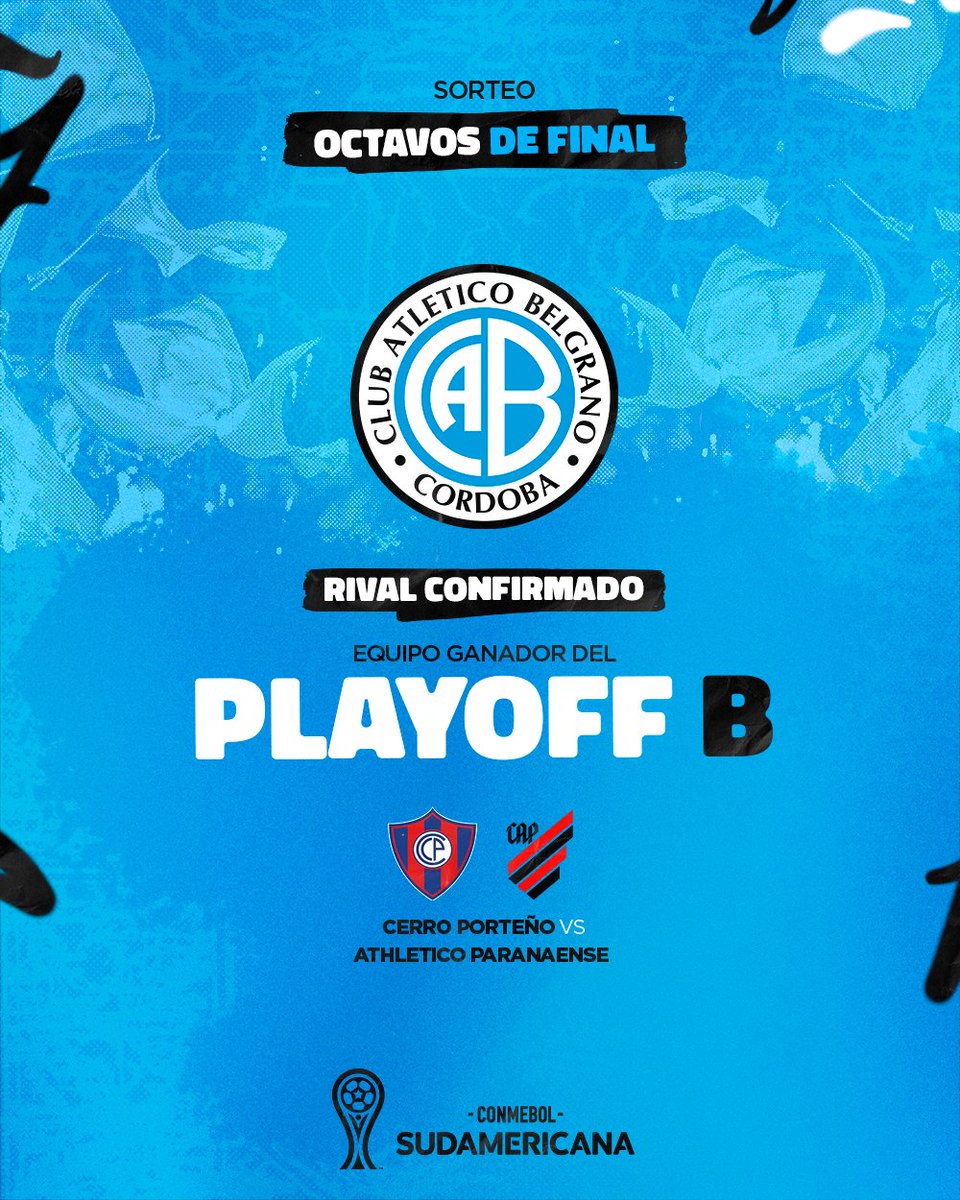 SORTEO
OCTAVOS DE FINAL
CLUB ATLETICO BELGRANO
CAB
• CORDOBA •
RIVAL CONFIRMADO
EQUIPO GANADOR DEL
PLAYOFF B
CCP CAP
CERRO PORTEÑO VS
ATHLETICO PARANAENSE
- CONMEBOL -
SUDAMERICANA